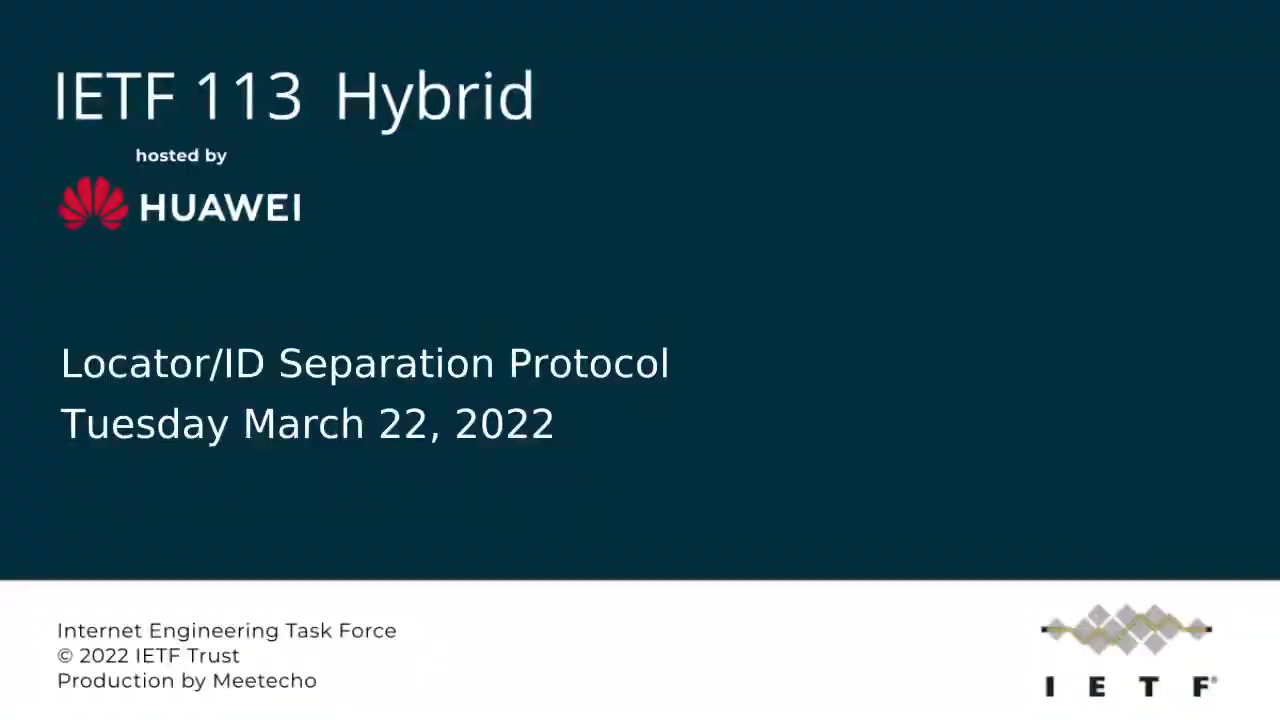 IETF 113 Hybrid
hosted by
HUAWEI
Locator/ID Separation Protocol
Tuesday March 22, 2022
Internet Engineering Task Force
© 2022 IETF Trust
Production by Meetecho
I E T F®